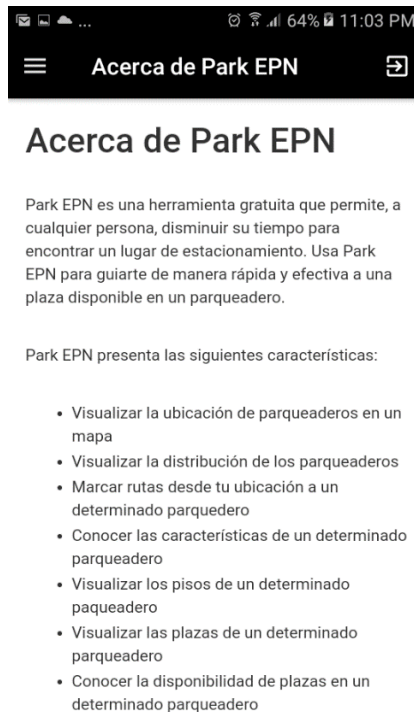 ... 64% 11:03 PM
Acerca de Park EPN
Acerca de Park EPN
Park EPN es una herramienta gratuita que permite, a
cualquier persona, disminuir su tiempo para
encontrar un lugar de estacionamiento. Usa Park
EPN para guiarte de manera rápida y efectiva a una
plaza disponible en un parqueadero.
Park EPN presenta las siguientes características:
• Visualizar la ubicación de parqueaderos en un
mapa
• Visualizar la distribución de los parqueaderos
• Marcar rutas desde tu ubicación a un
determinado parquedero
• Conocer las características de un determinado
parqueadero
• Visualizar los pisos de un determinado
paqueadero
• Visualizar las plazas de un determinado
parqueadero
• Conocer la disponibilidad de plazas en un
determinado parqueadero